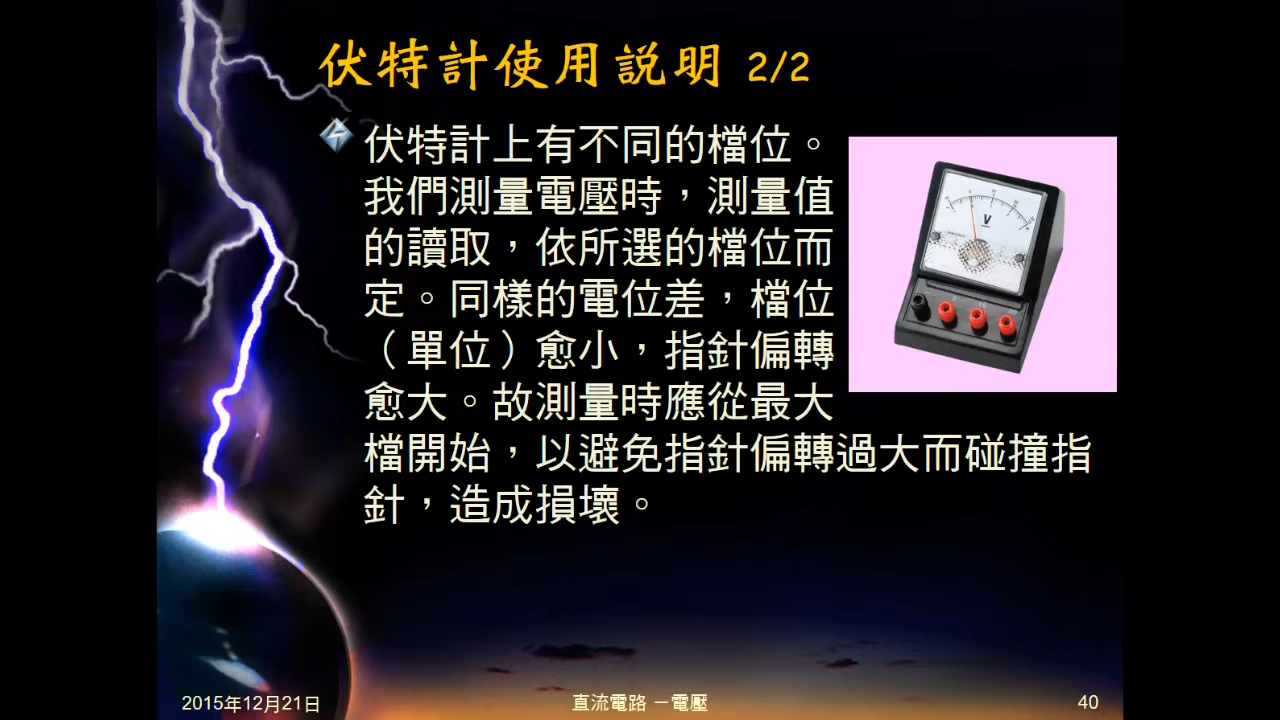 伏特計使用説明 2/2
伏特計上有不同的檔位。
我們測量電壓時，測量值
的讀取，依所選的檔位而
定。同樣的電位差，檔位
（單位）愈小，指針偏轉
愈大。故測量時應從最大
檔開始，以避免指針偏轉過大而碰撞指
針，造成損壞。
V
2015年12月21日
直流電路 － 電壓
40